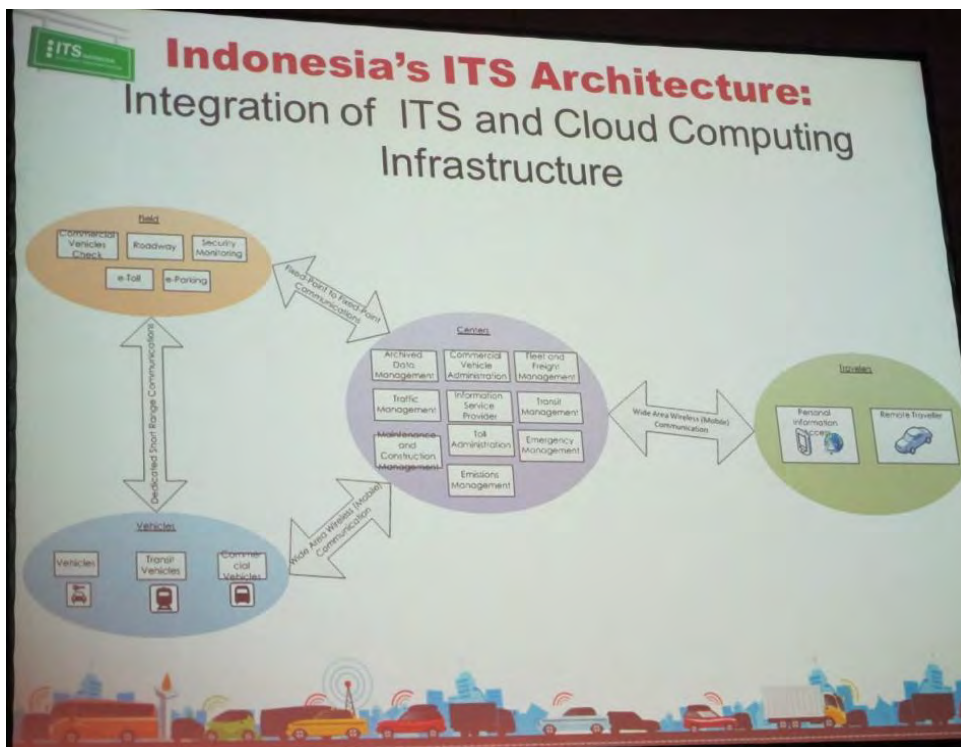 ITS
Indonesia's ITS Architecture:
Integration of ITS and Cloud Computing
Infrastructure
Field
Commercial
Vehicles
Check
Roadway
Security
Monitoring
e-Toll
e-Parking
Fixed-Point to Fixed-Point
Communications
Dedicated Short Range Communications
Centers
Archived
Data
Management
Commercial
Vehicle
Administration
Fleet and
Freight
Management
Traffic
Management
Information
Service
Provider
Transit
Management
Maintenance
and
Construction
Management
Toll
Administration
Emergency
Management
Emissions
Management
Wide Area Wireless (Mobile)
Communication
Travelers
Personal
Information
Access
Remote Traveller
Vehicles
Vehicles
Transit
Vehicles
Commer
cial
Vehicles
Wide Area Wireless (Mobile)
Communication